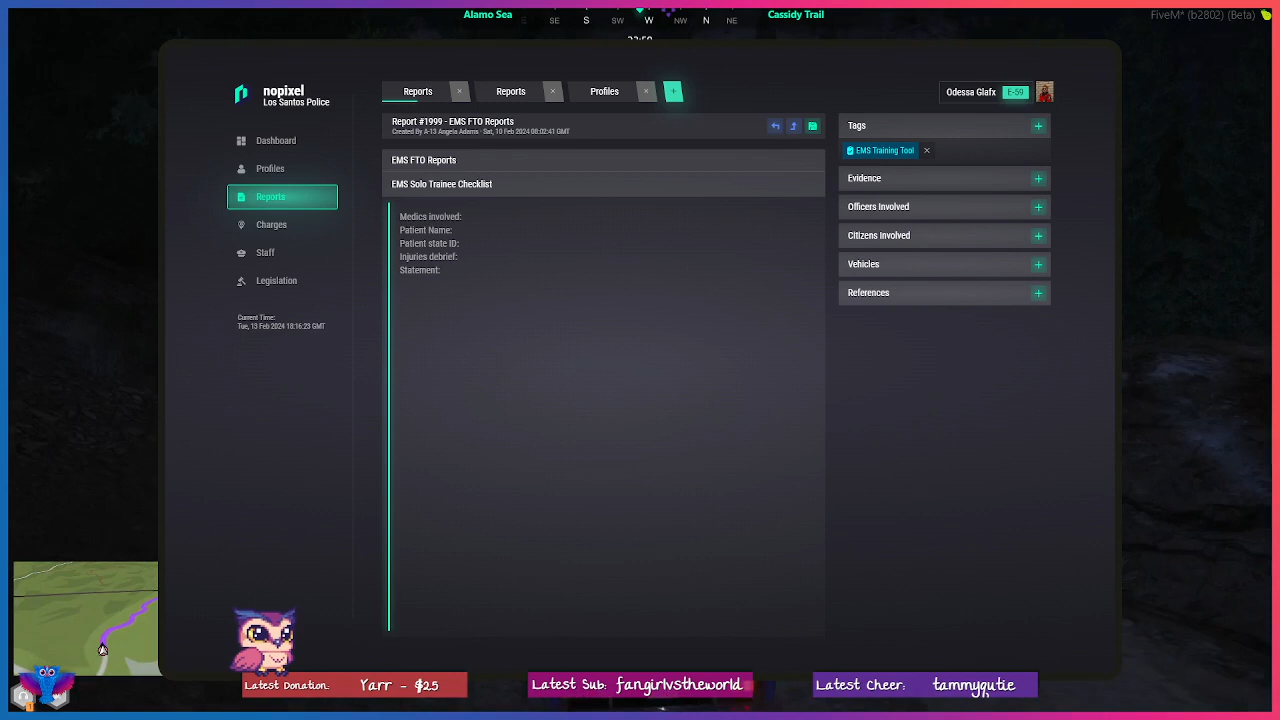 Alamo Sea
SE S SW W NW N NE
Cassidy Trail
FiveM* (b2802) (Beta)
nopixel
Los Santos Police
Reports × Reports × Profiles × +
Odessa Glafx E-59
Dashboard
Profiles
Reports
Charges
Staff
Legislation
Current Time:
Tue, 13 Feb 2024 18:16:23 GMT
Report #1999 - EMS FTO Reports
Created By A-13 Angela Adams - Sat, 10 Feb 2024 08:02:41 GMT
EMS FTO Reports
EMS Solo Trainee Checklist
Medics involved:
Patient Name:
Patient state ID:
Injuries debrief:
Statement:
Tags +
EMS Training Tool ×
Evidence +
Officers Involved +
Citizens Involved +
Vehicles +
References +
Latest Donation: Yarr - $25
Latest Sub: fangirlvstheworld
Latest Cheer: tammyqutie